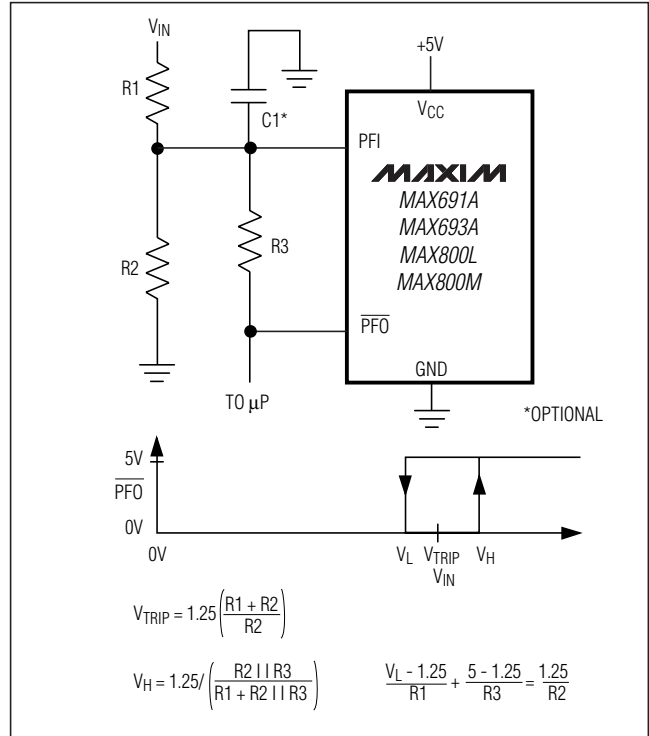 V_IN
R1
C1*
+5V
V_CC
PFI
MAXIM
MAX691A
MAX693A
MAX800L
MAX800M
R2
R3
P̅F̅O̅
GND
TO µP
*OPTIONAL
5V
P̅F̅O̅
0V
0V
V_L V_TRIP V_H
V_IN
V_TRIP = 1.25 ((R1 + R2) / R2)
V_H = 1.25/ ((R2 I I R3) / (R1 + R2 I I R3))
(V_L - 1.25) / R1 + (5 - 1.25) / R3 = 1.25 / R2